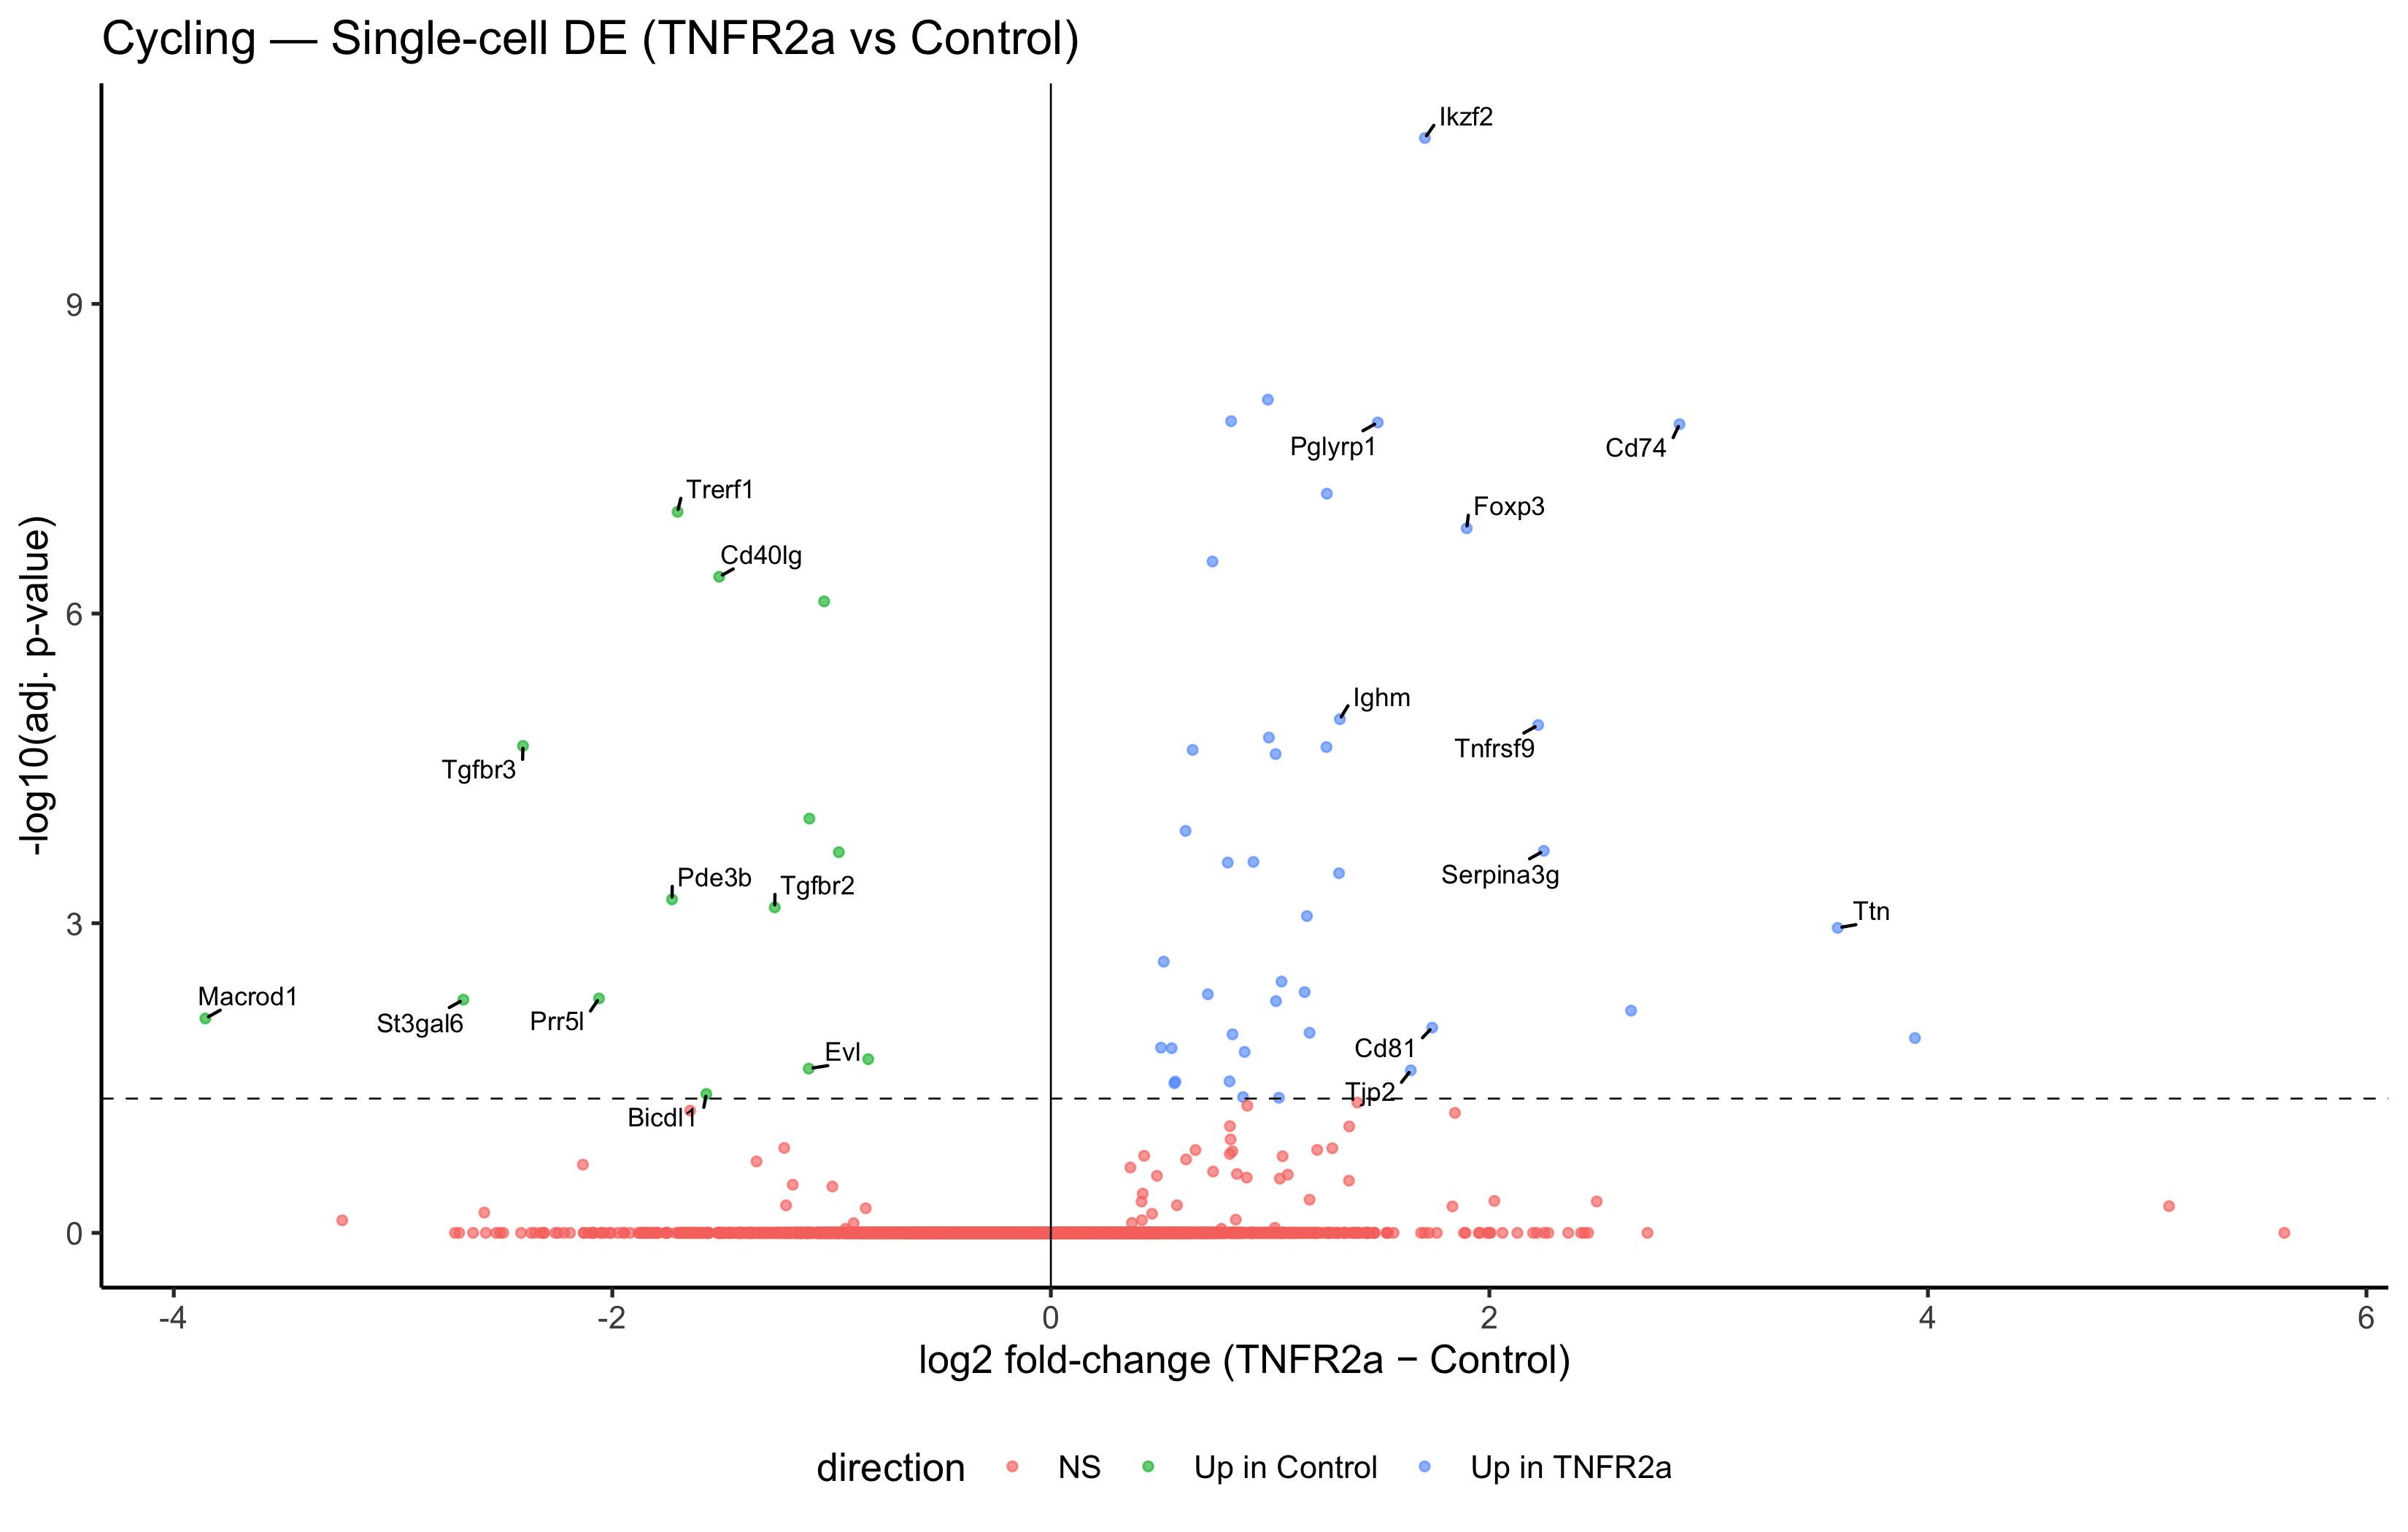 Cycling — Single-cell DE (TNFR2a vs Control)
Ikzf2
9
Pglyrp1
Cd74
Trerf1
Foxp3
Cd40lg
6
Ighm
Tnfrsf9
Tgfbr3
Pde3b
Tgfbr2
Serpina3g
3
Ttn
Macrod1
St3gal6
Prr5l
Evl
Cd81
Tjp2
Bicdl1
0
-log10(adj. p-value)
-4
-2
0
2
4
6
log2 fold-change (TNFR2a − Control)
direction
NS
Up in Control
Up in TNFR2a